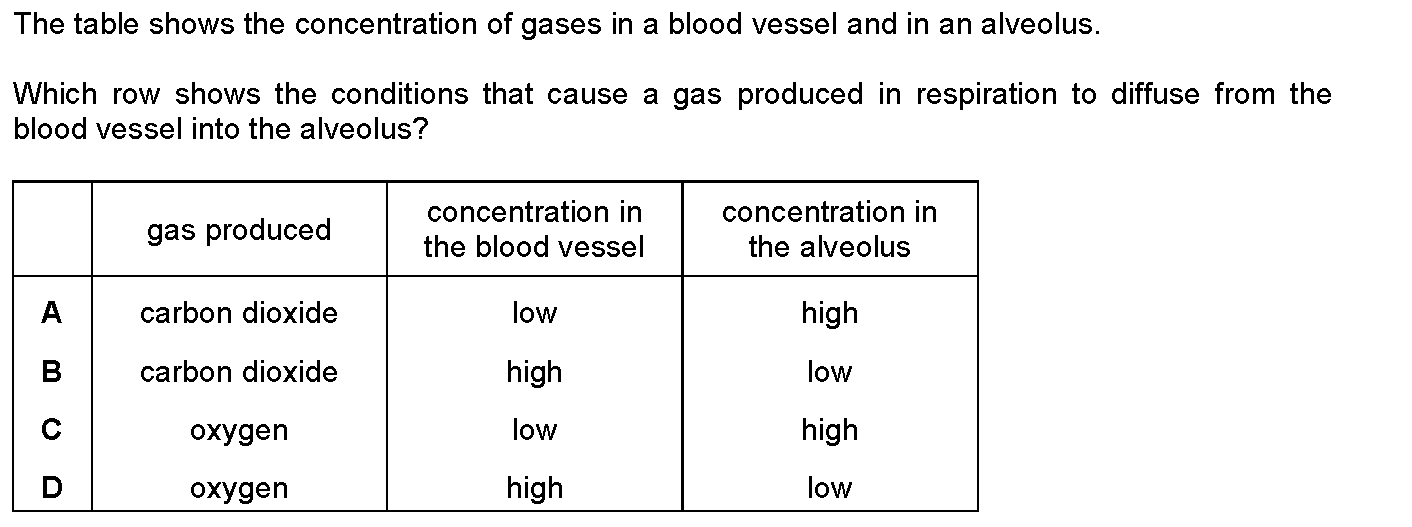 The table shows the concentration of gases in a blood vessel and in an alveolus.
Which row shows the conditions that cause a gas produced in respiration to diffuse from the
blood vessel into the alveolus?
gas produced
concentration in
the blood vessel
concentration in
the alveolus
A carbon dioxide low high
B carbon dioxide high low
C oxygen low high
D oxygen high low